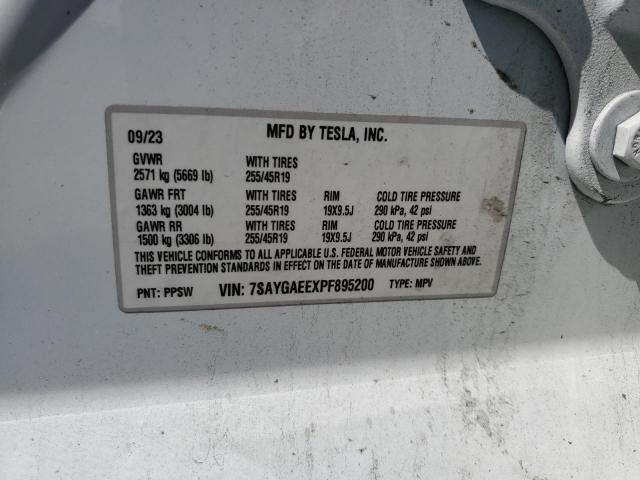 09/23 MFD BY TESLA, INC.
GVWR WITH TIRES
2571 kg (5669 lb) 255/45R19
GAWR FRT WITH TIRES RIM COLD TIRE PRESSURE
1363 kg (3004 lb) 255/45R19 19X9.5J 290 kPa, 42 psi
GAWR RR WITH TIRES RIM COLD TIRE PRESSURE
1500 kg (3306 lb) 255/45R19 19X9.5J 290 kPa, 42 psi
THIS VEHICLE CONFORMS TO ALL APPLICABLE U.S. FEDERAL MOTOR VEHICLE SAFETY AND
THEFT PREVENTION STANDARDS IN EFFECT ON THE DATE OF MANUFACTURE SHOWN ABOVE.
PNT: PPSW VIN: 7SAYGAEEXPF895200 TYPE: MPV